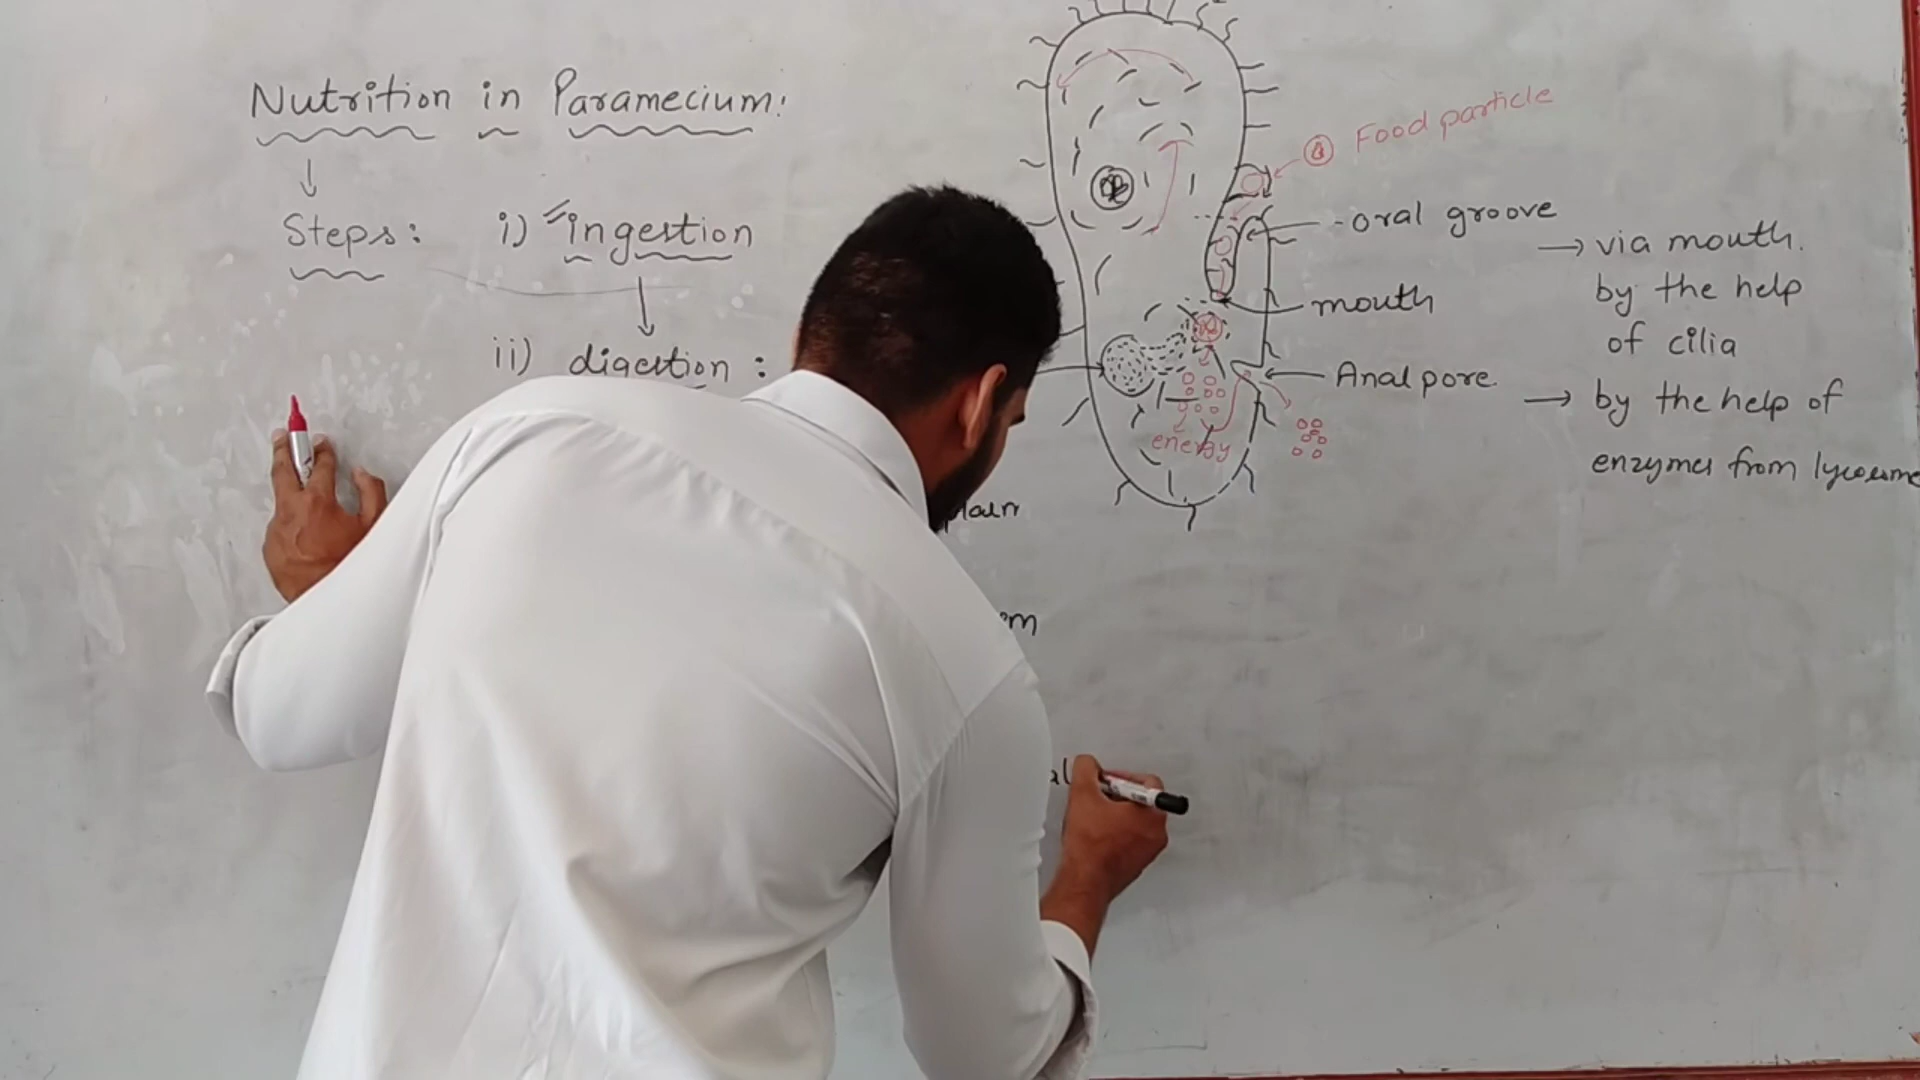 Nutrition in Paramecium:
Steps: i) ingestion
ii) digestion :
Food particle
oral groove
mouth
Anal pore
energy
→ via mouth.
by the help
of cilia
→ by the help of
enzymes from